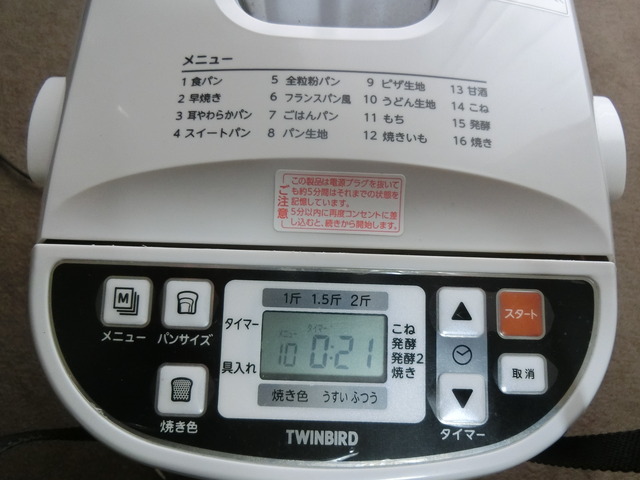 メニュー
1 食パン 5 全粒粉パン 9 ピザ生地 13 甘酒
2 早焼き 6 フランスパン風 10 うどん生地 14 こね
3 耳やわらかパン 7 ごはんパン 11 もち 15 発酵
4 スイートパン 8 パン生地 12 焼きいも 16 焼き
ご注意
この製品は電源プラグを抜いて
も約5分間はそれまでの状態を
記憶しています。
5分以内に再度コンセントに差
し込むと、続きから開始します。
M
メニュー
パンサイズ
焼き色
1斤 1.5斤 2斤
タイマー
具入れ
メニュー タイマー
10 0:21
こね
発酵
発酵2
焼き
焼き色 うすい ふつう
TWINBIRD
タイマー
スタート
取消